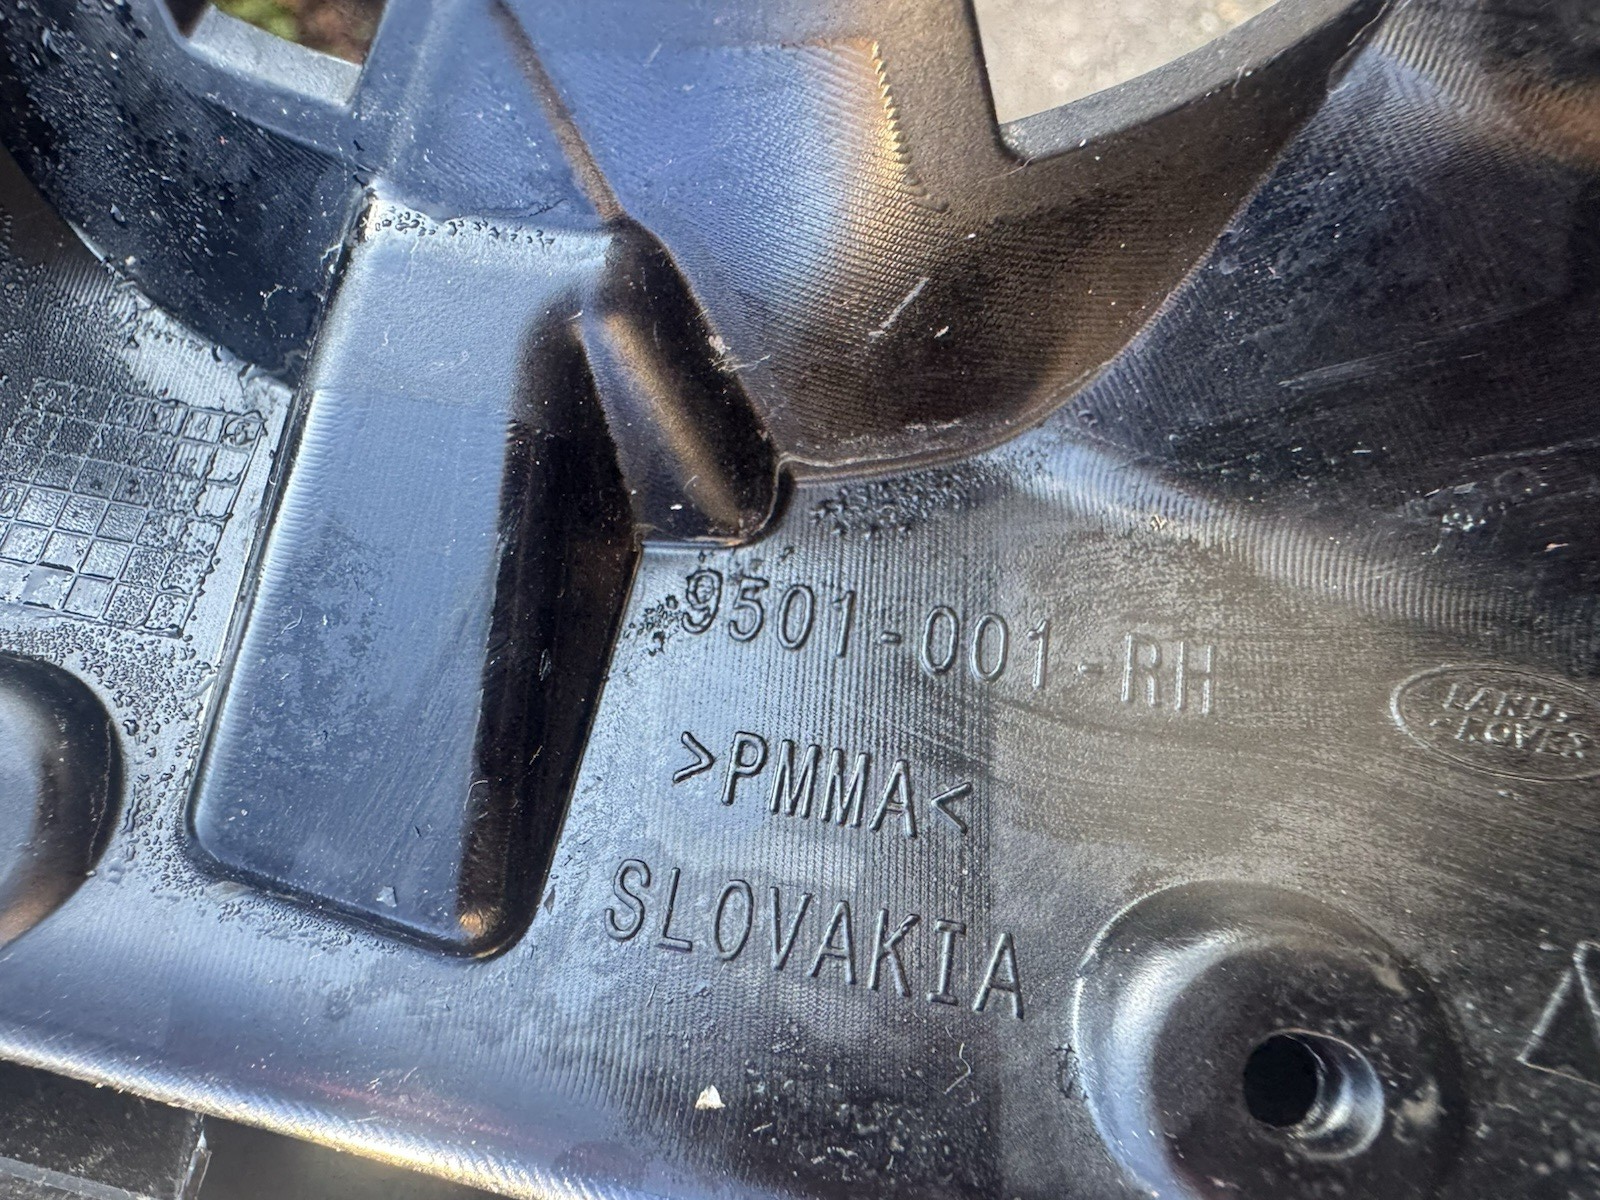 9501-001-RH
>PMMA<
SLOVAKIA
LAND-
ROVER